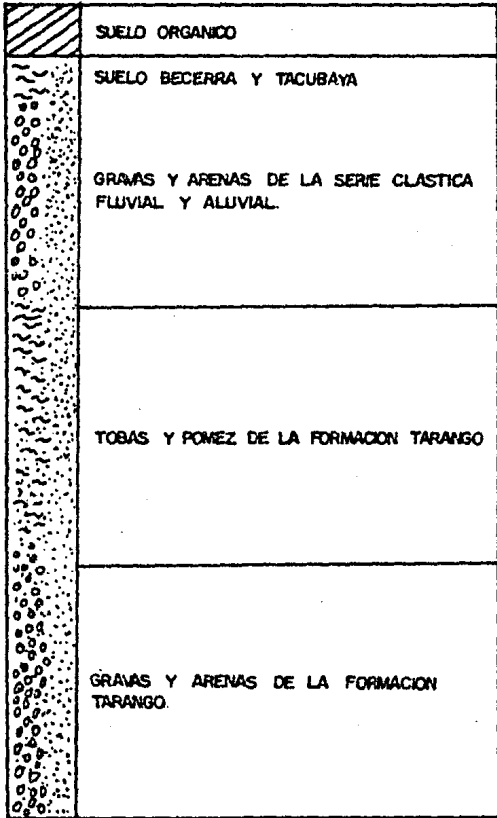 SUELO ORGANICO
SUELO BECERRA Y TACUBAYA
GRAVAS Y ARENAS DE LA SERIE CLASTICA
FLUVIAL Y ALUVIAL.
TOBAS Y POMEZ DE LA FORMACION TARANGO
GRAVAS Y ARENAS DE LA FORMACION
TARANGO.